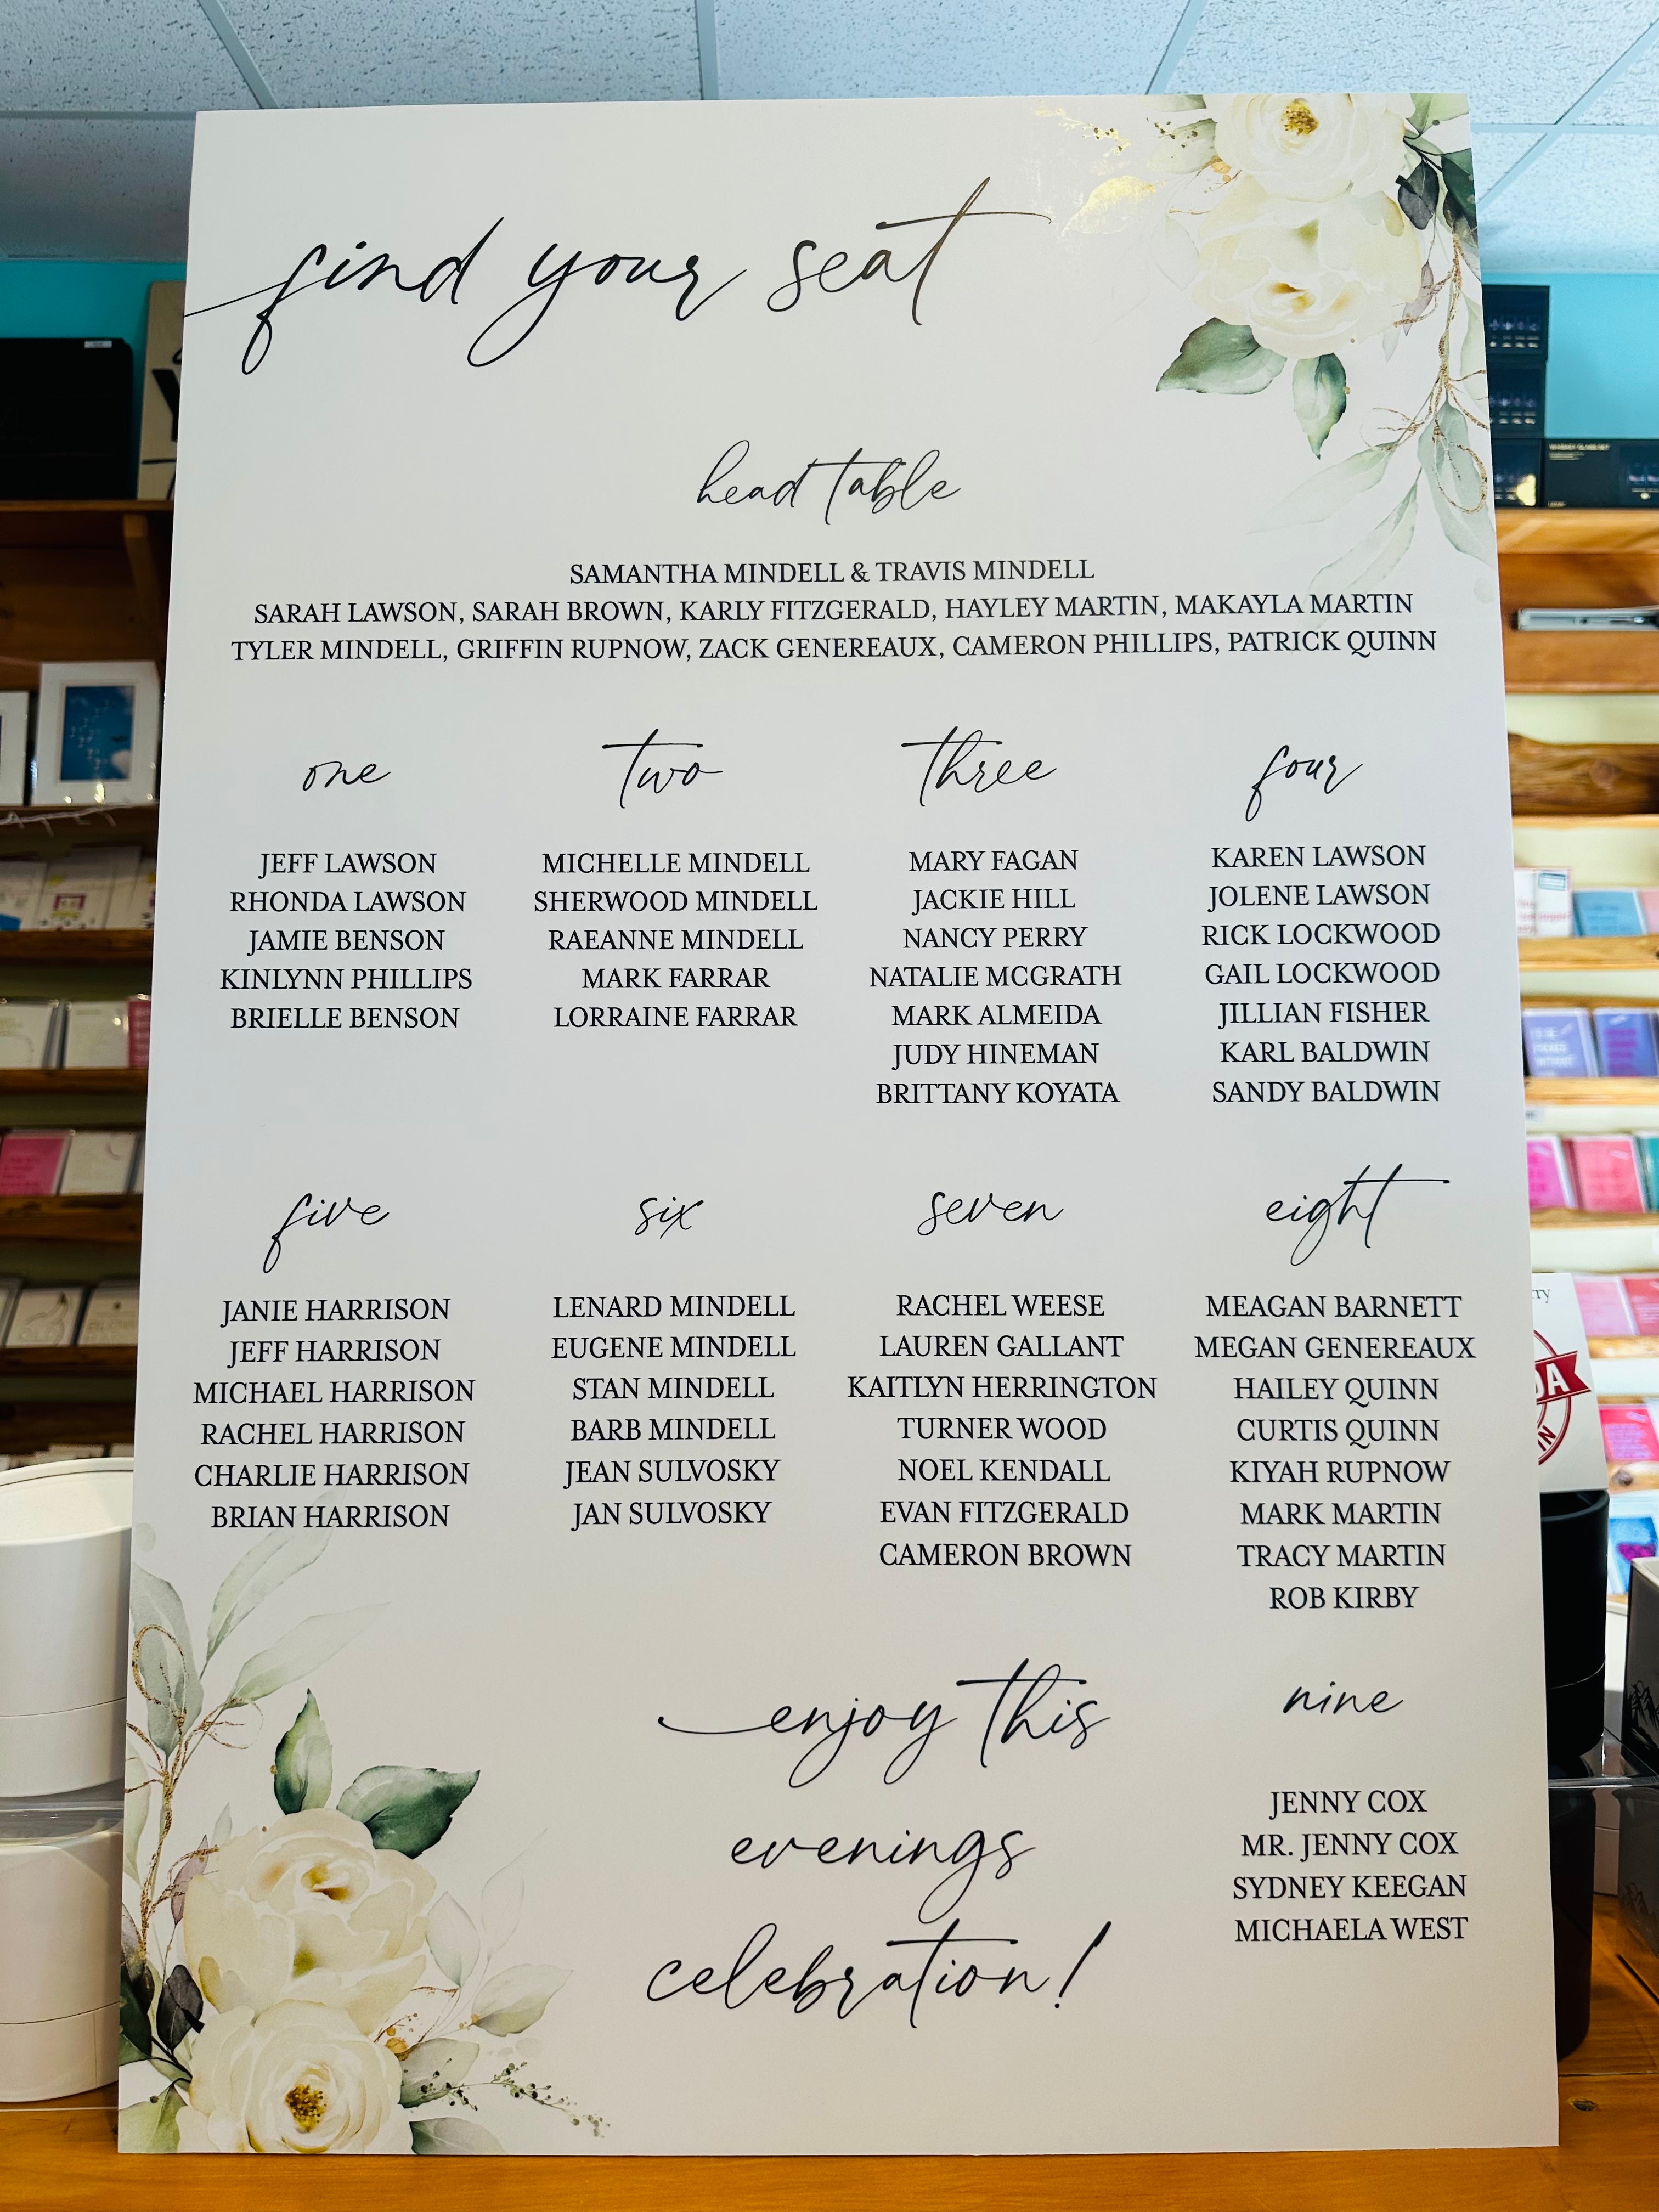 find your seat
head table
SAMANTHA MINDELL & TRAVIS MINDELL
SARAH LAWSON, SARAH BROWN, KARLY FITZGERALD, HAYLEY MARTIN, MAKAYLA MARTIN
TYLER MINDELL, GRIFFIN RUPNOW, ZACK GENEREAUX, CAMERON PHILLIPS, PATRICK QUINN
one
JEFF LAWSON
RHONDA LAWSON
JAMIE BENSON
KINLYNN PHILLIPS
BRIELLE BENSON
two
MICHELLE MINDELL
SHERWOOD MINDELL
RAEANNE MINDELL
MARK FARRAR
LORRAINE FARRAR
three
MARY FAGAN
JACKIE HILL
NANCY PERRY
NATALIE MCGRATH
MARK ALMEIDA
JUDY HINEMAN
BRITTANY KOYATA
four
KAREN LAWSON
JOLENE LAWSON
RICK LOCKWOOD
GAIL LOCKWOOD
JILLIAN FISHER
KARL BALDWIN
SANDY BALDWIN
five
JANIE HARRISON
JEFF HARRISON
MICHAEL HARRISON
RACHEL HARRISON
CHARLIE HARRISON
BRIAN HARRISON
six
LENARD MINDELL
EUGENE MINDELL
STAN MINDELL
BARB MINDELL
JEAN SULVOSKY
JAN SULVOSKY
seven
RACHEL WEESE
LAUREN GALLANT
KAITLYN HERRINGTON
TURNER WOOD
NOEL KENDALL
EVAN FITZGERALD
CAMERON BROWN
eight
MEAGAN BARNETT
MEGAN GENEREAUX
HAILEY QUINN
CURTIS QUINN
KIYAH RUPNOW
MARK MARTIN
TRACY MARTIN
ROB KIRBY
nine
JENNY COX
MR. JENNY COX
SYDNEY KEEGAN
MICHAELA WEST
enjoy this
evenings
celebration!